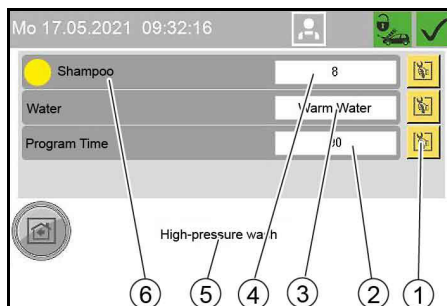 Mo 17.05.2021 09:32:16
Shampoo 8
Water Warm Water
Program Time
High-pressure wash
6 5 4 3 2 1